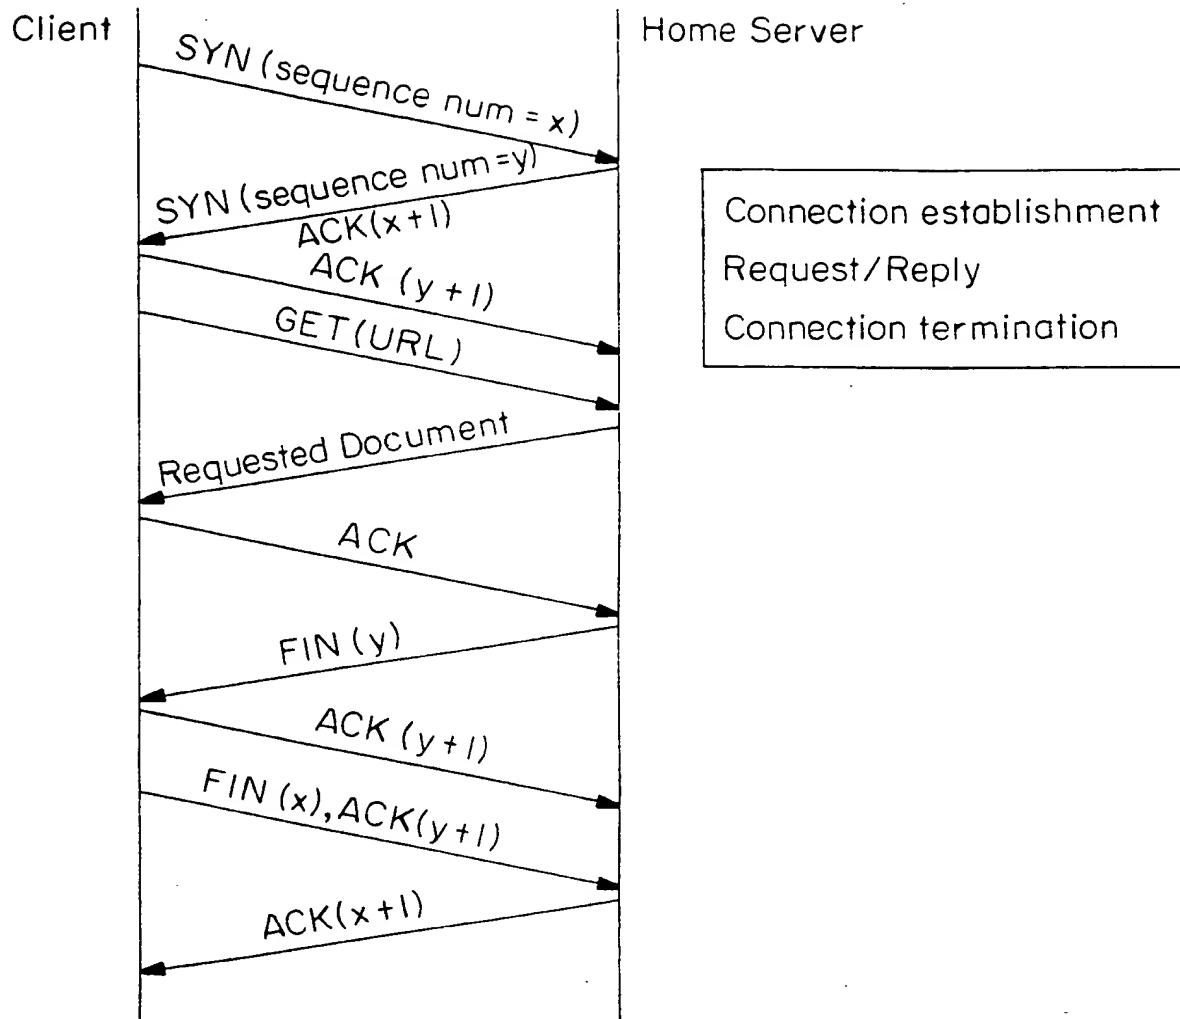 Client
Home Server
SYN (sequence num = x)
SYN (sequence num=y)
ACK(x+1)
ACK (y+1)
GET(URL)
Requested Document
ACK
FIN (y)
ACK (y+1)
FIN (x), ACK(y+1)
ACK(x+1)
Connection establishment
Request/Reply
Connection termination